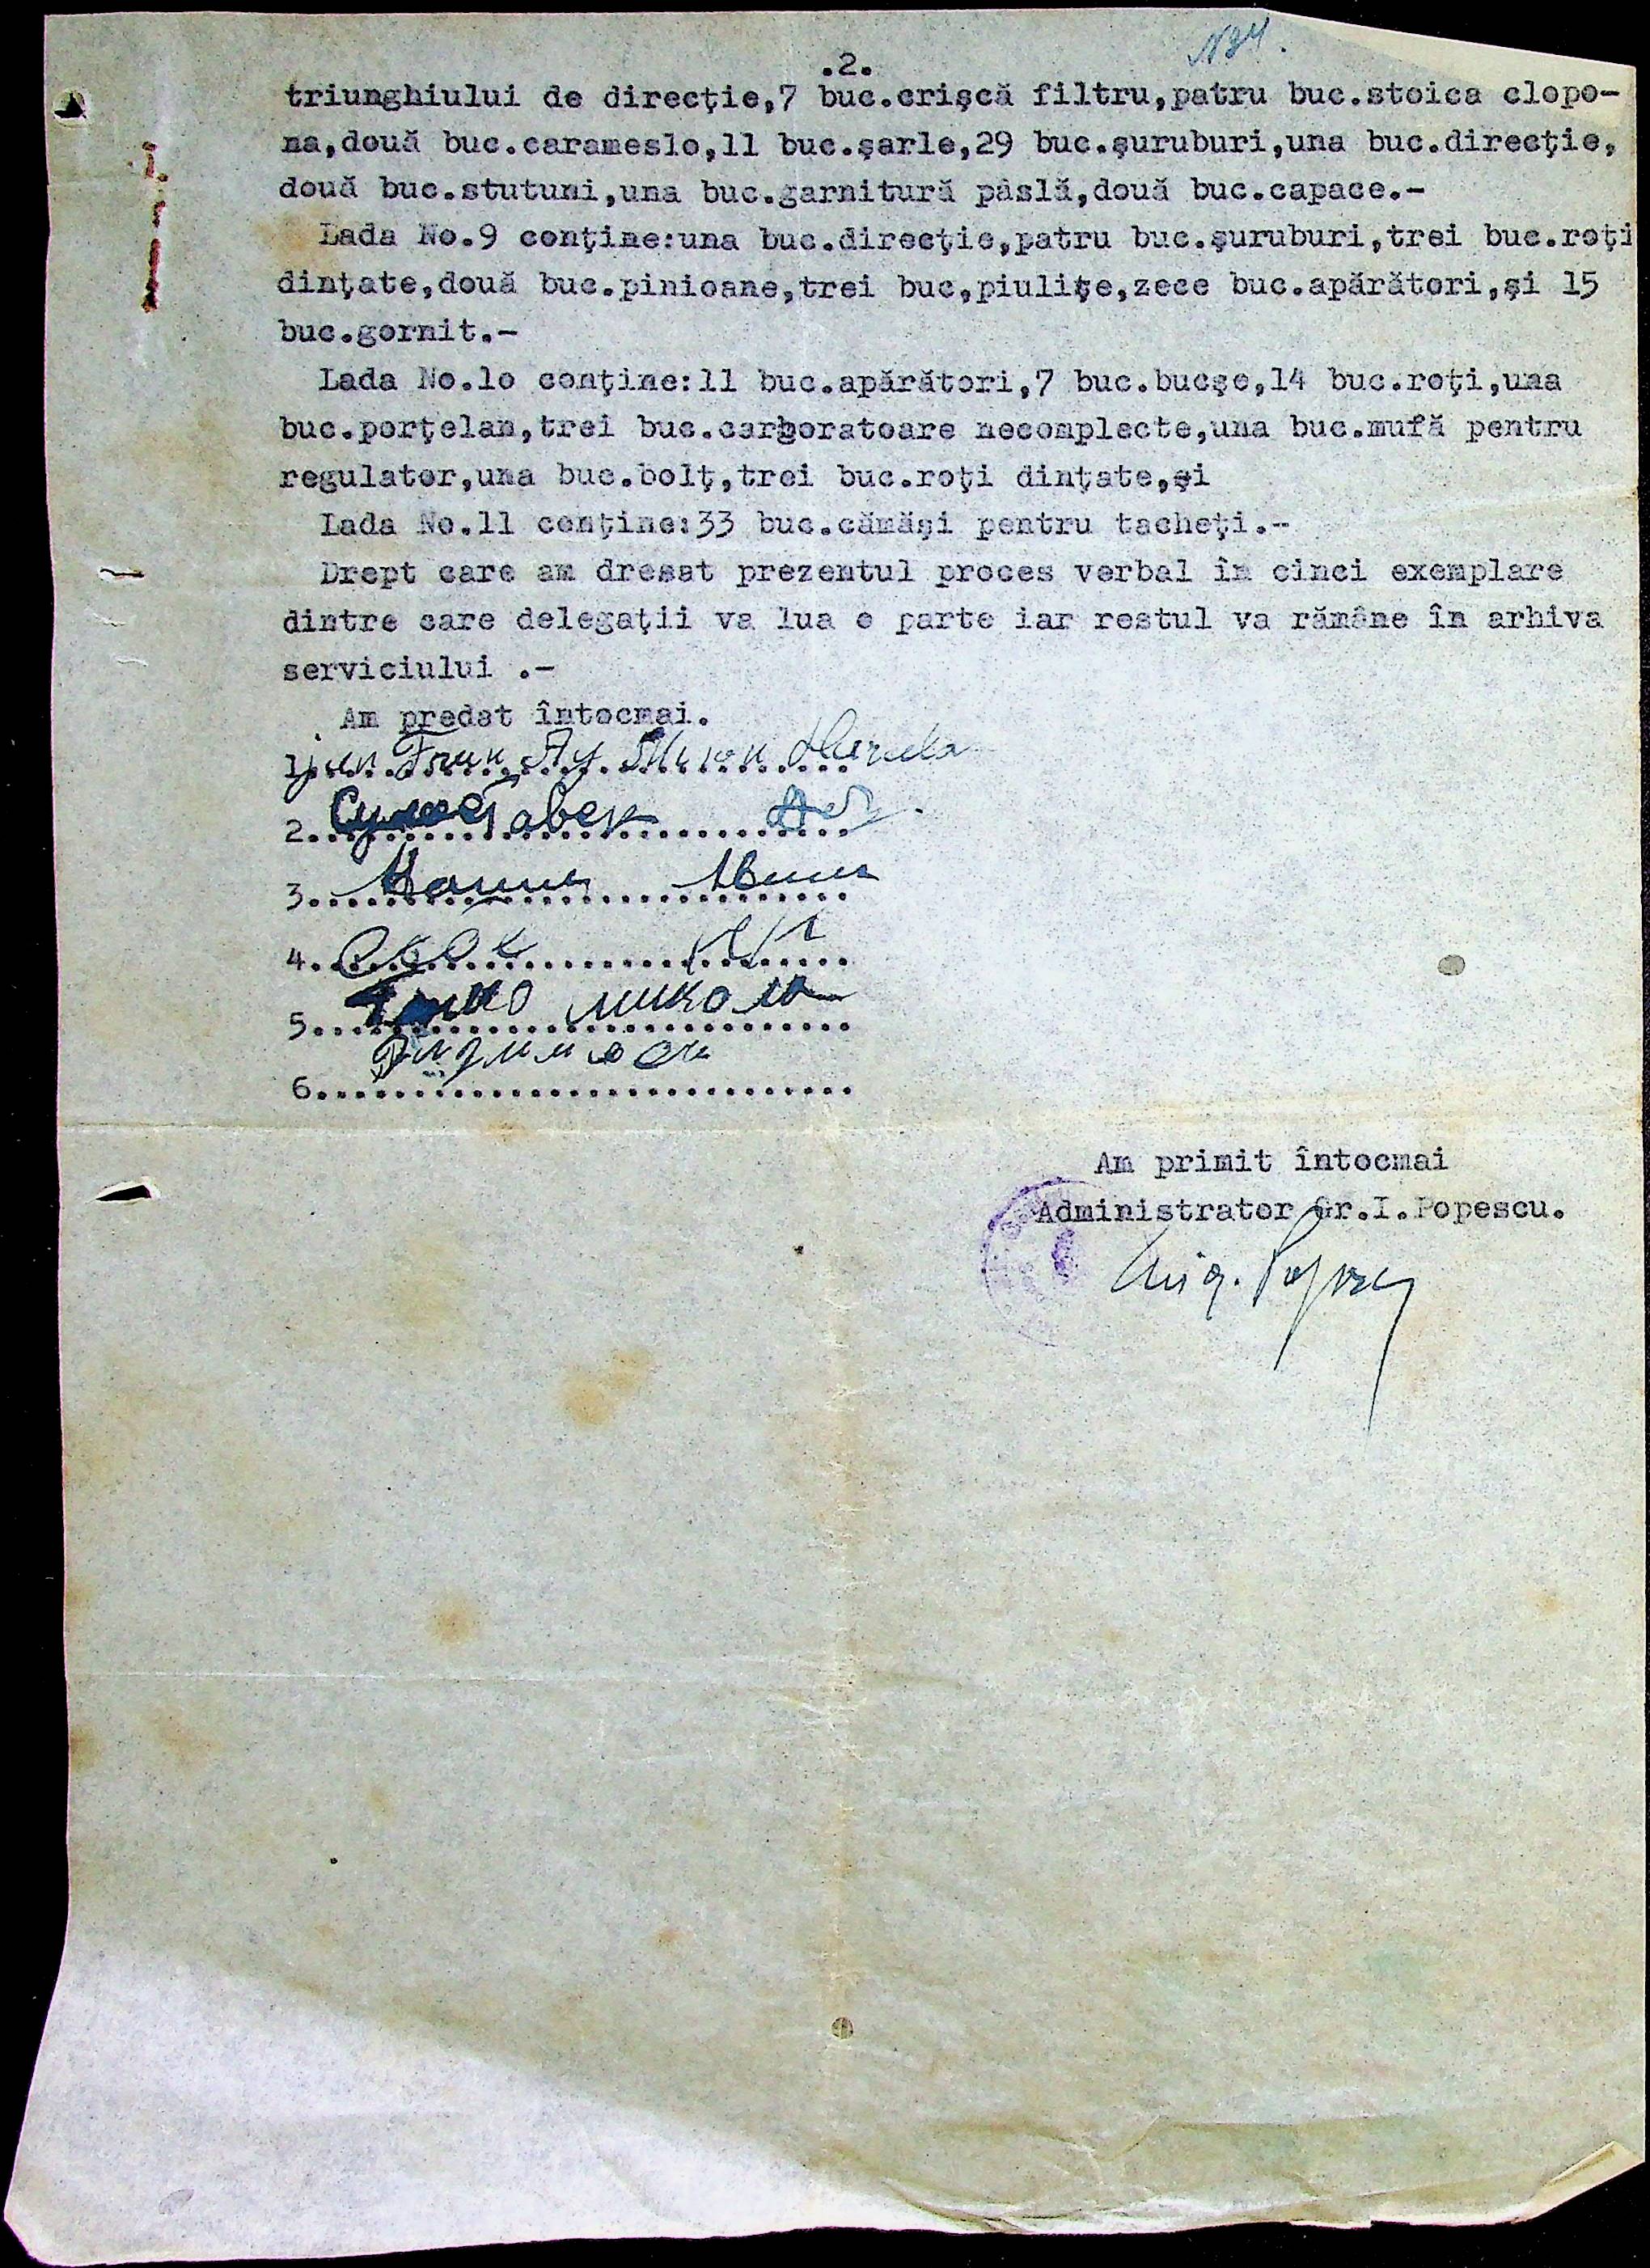 .2.
triunghiului de direcţie,7 buc.crişcă filtru,patru buc.stoica clopo-
na,două buc.carameslo,11 buc.şarle,29 buc.şuruburi,una buc.direcţie,
două buc.stutuni,una buc.garnitură pâslă,două buc.capace.-
Lada No.9 conţine:una buc.direcţie,patru buc.şuruburi,trei buc.roţi
dinţate,două buc.pinioane,trei buc,piuliţe,zece buc.apărători,şi 15
buc.gornit.-
Lada No.lo conţine:11 buc.apărători,7 buc.bucşe,14 buc.roţi,una
buc.porţelan,trei buc.carboratoare necomplecte,una buc.mufă pentru
regulator,una buc.bolţ,trei buc.roţi dinţate,şi
Lada No.11 conţine:33 buc.cămăşi pentru tacheţi.-
Drept care am dresat prezentul proces verbal în cinci exemplare
dintre care delegaţii va lua o parte iar restul va rămâne în arhiva
serviciului .-
Am predat întocmai.
1
2..............................
3..............................
4..............................
5..............................
6..............................
Am primit întocmai
Administrator Gr.I.Popescu.